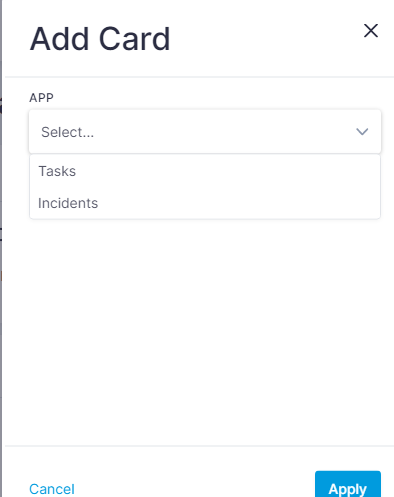 Add Card
APP
Select...
Tasks
Incidents
Cancel
Apply